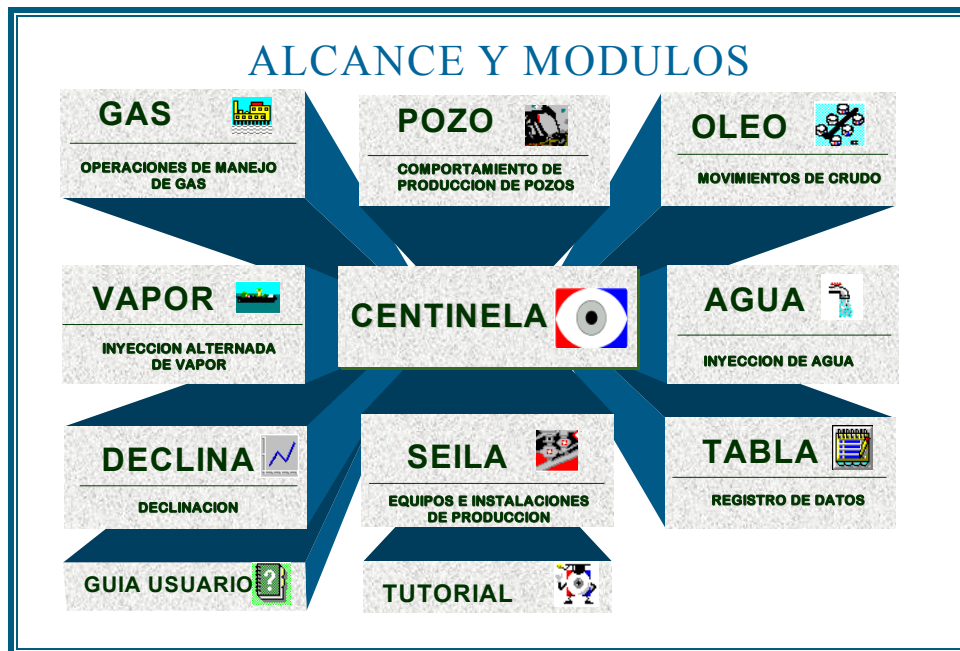 ALCANCE Y MODULOS
GAS
OPERACIONES DE MANEJO
DE GAS
POZO
COMPORTAMIENTO DE
PRODUCCION DE POZOS
OLEO
MOVIMIENTOS DE CRUDO
VAPOR
INYECCION ALTERNADA
DE VAPOR
CENTINELA
AGUA
INYECCION DE AGUA
DECLINA
DECLINACION
SEILA
EQUIPOS E INSTALACIONES
DE PRODUCCION
TABLA
REGISTRO DE DATOS
GUIA USUARIO
TUTORIAL